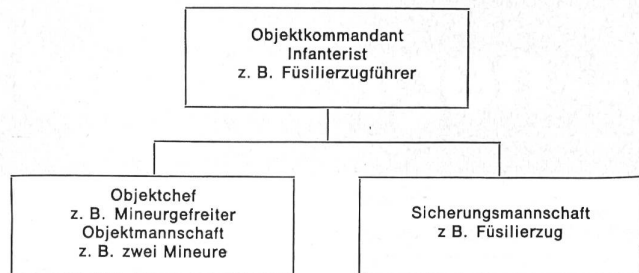 Objektkommandant
Infanterist
z. B. Füsilierzugführer
Objektchef
z. B. Mineurgefreiter
Objektmannschaft
z. B. zwei Mineure
Sicherungsmannschaft
z B. Füsilierzug